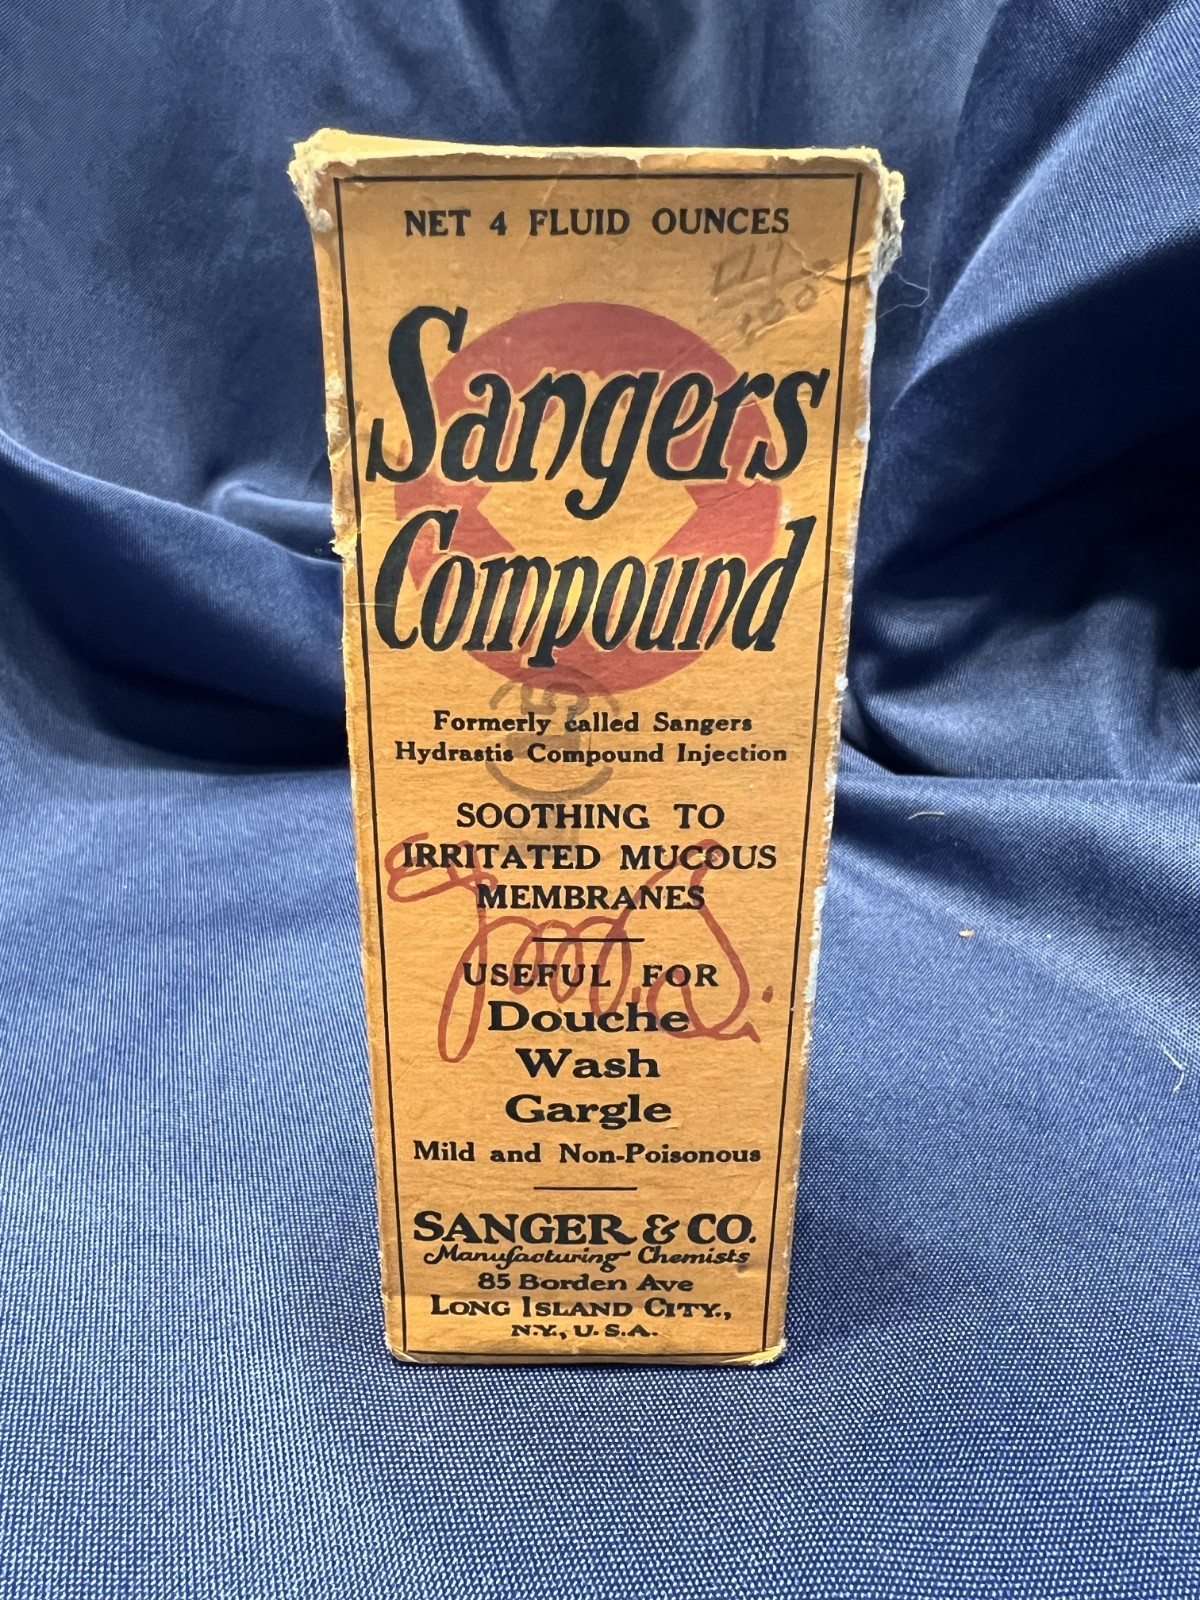 NET 4 FLUID OUNCES
Sangers
Compound
Formerly called Sangers
Hydrastis Compound Injection
SOOTHING TO
IRRITATED MUCOUS
MEMBRANES
USEFUL FOR
Douche
Wash
Gargle
Mild and Non-Poisonous
SANGER & CO.
Manufacturing Chemists
85 Borden Ave
LONG ISLAND CITY.,
N.Y., U.S.A.